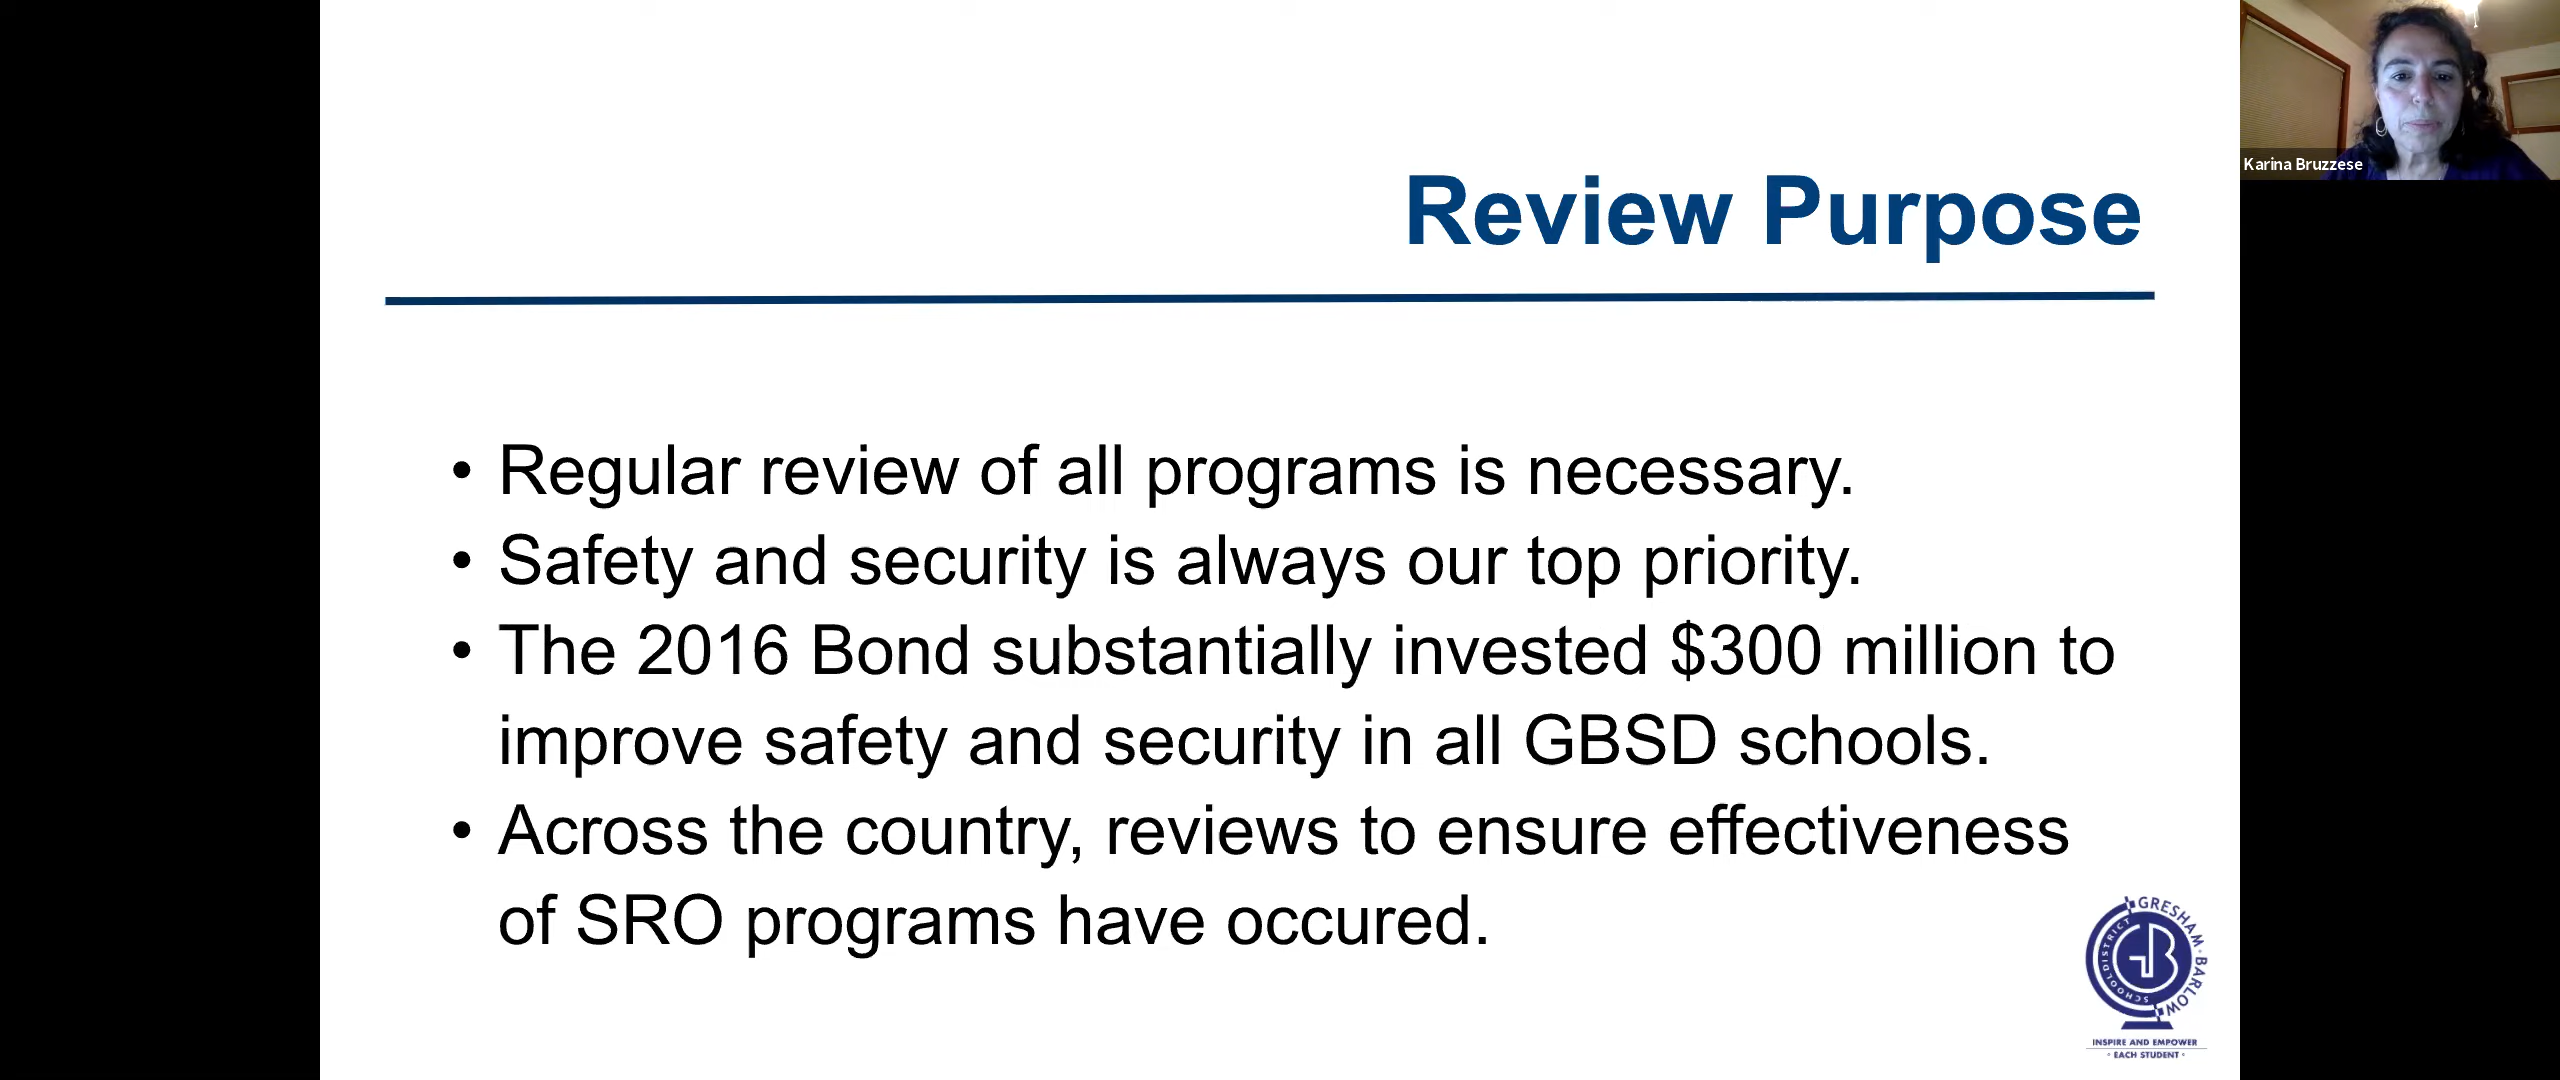 Karina Bruzzese
Review Purpose
• Regular review of all programs is necessary.
• Safety and security is always our top priority.
• The 2016 Bond substantially invested $300 million to
improve safety and security in all GBSD schools.
• Across the country, reviews to ensure effectiveness
of SRO programs have occured.
GRESHAM·BARLOW
SCHOOL DISTRICT
GB
INSPIRE AND EMPOWER
• EACH STUDENT •